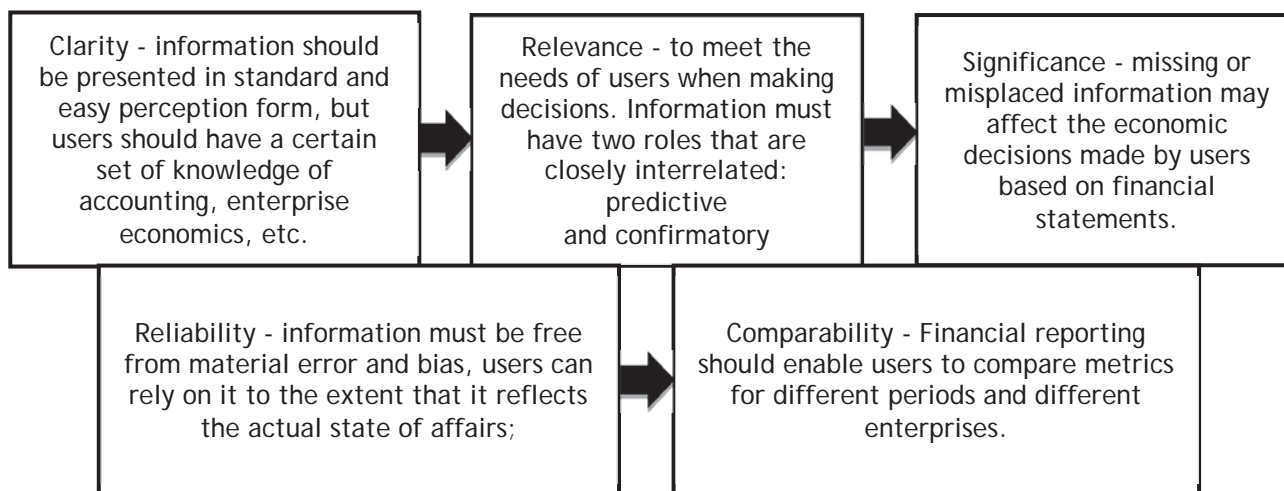 Clarity - information should
be presented in standard and
easy perception form, but
users should have a certain
set of knowledge of
accounting, enterprise
economics, etc.
Relevance - to meet the
needs of users when making
decisions. Information must
have two roles that are
closely interrelated:
predictive
and confirmatory
Significance - missing or
misplaced information may
affect the economic
decisions made by users
based on financial
statements.
Reliability - information must be free
from material error and bias, users can
rely on it to the extent that it reflects
the actual state of affairs;
Comparability - Financial reporting
should enable users to compare metrics
for different periods and different
enterprises.